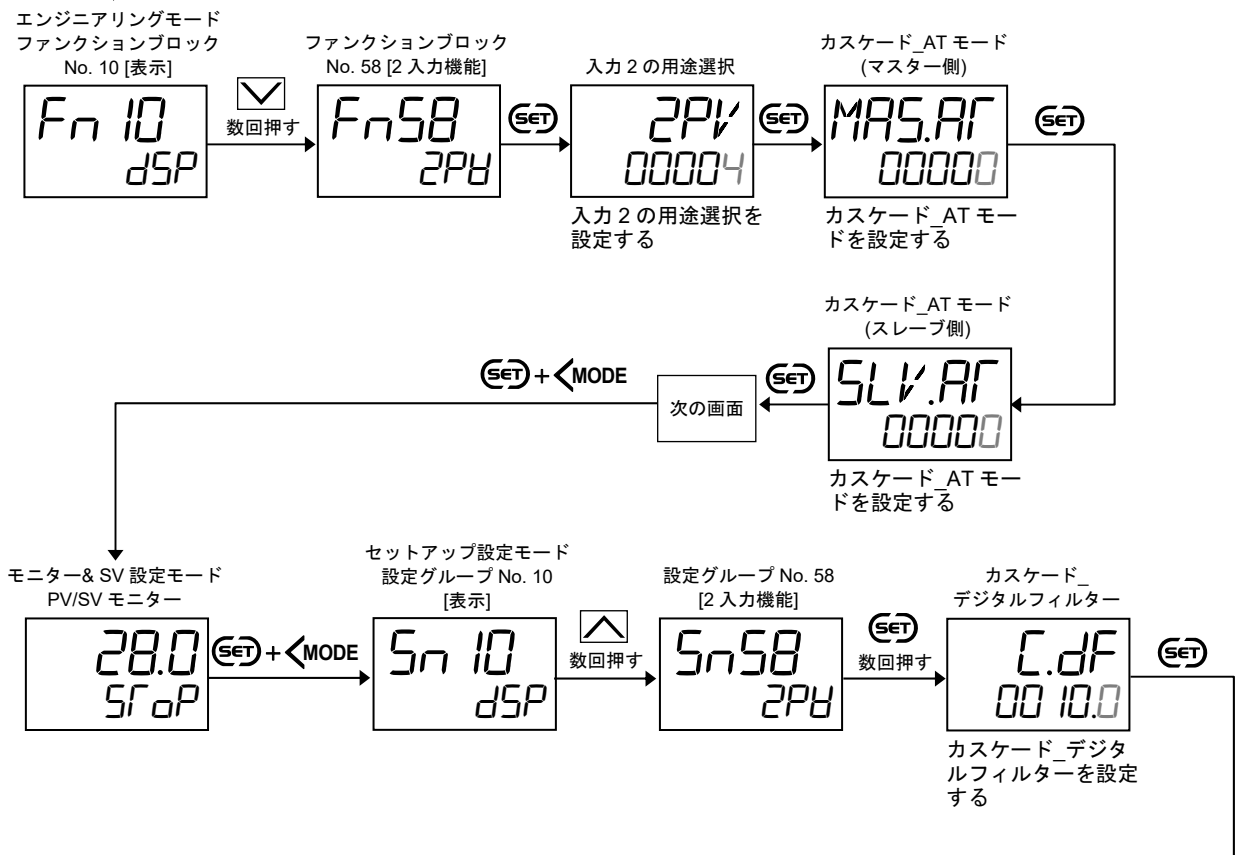 エンジニアリングモード
ファンクションブロック
No. 10 [表示]
Fn 10
dSP
数回押す
ファンクションブロック
No. 58 [2 入力機能]
Fn58
2PV
SET
入力 2 の用途選択
2PV
00004
入力 2 の用途選択を
設定する
SET
カスケード_AT モード
(マスター側)
MAS.AT
00000
カスケード_AT モー
ドを設定する
SET
カスケード_AT モード
(スレーブ側)
SLV.AT
00000
カスケード_AT モー
ドを設定する
SET
次の画面
SET + MODE
モニター& SV 設定モード
PV/SV モニター
28.0
SToP
SET + MODE
セットアップ設定モード
設定グループ No. 10
[表示]
Sn 10
dSP
数回押す
設定グループ No. 58
[2 入力機能]
Sn58
2PV
SET
数回押す
カスケード_
デジタルフィルター
C.dF
0010.0
カスケード_デジタ
ルフィルターを設定
する
SET